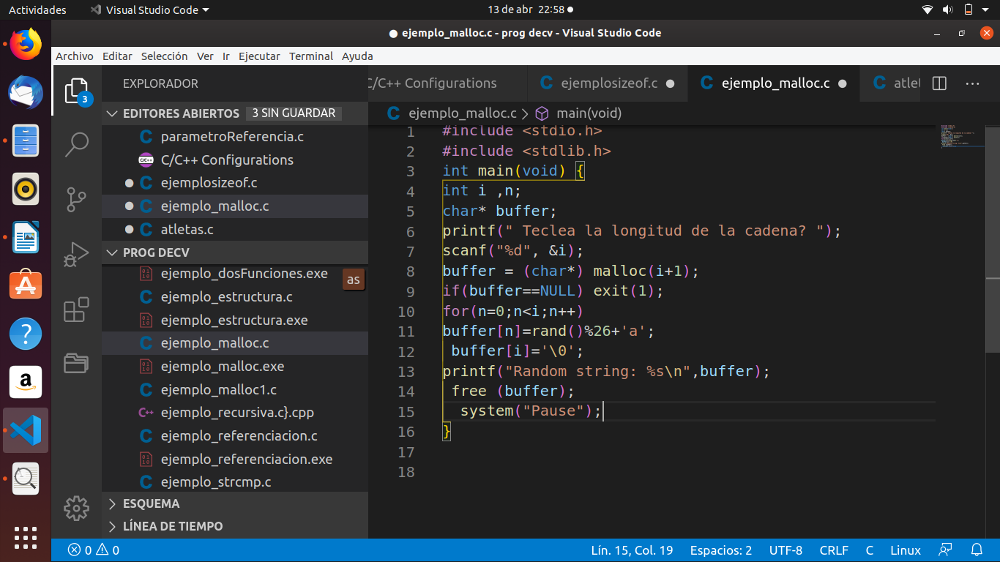 Actividades Visual Studio Code 13 de abr 22:58
ejemplo_malloc.c - prog decv - Visual Studio Code
Archivo Editar Selección Ver Ir Ejecutar Terminal Ayuda
EXPLORADOR
EDITORES ABIERTOS 3 SIN GUARDAR
parametroReferencia.c
C/C++ Configurations
ejemplosizeof.c
ejemplo_malloc.c
atletas.c
PROG DECV
ejemplo_dosFunciones.exe
as
ejemplo_estructura.c
ejemplo_estructura.exe
ejemplo_malloc.c
ejemplo_malloc.exe
ejemplo_malloc1.c
ejemplo_recursiva.c}.cpp
ejemplo_referenciacion.c
ejemplo_referenciacion.exe
ejemplo_strcmp.c
ESQUEMA
LÍNEA DE TIEMPO
C/C++ Configurations ejemplosizeof.c ejemplo_malloc.c atlet
ejemplo_malloc.c > main(void)
1 #include <stdio.h>
2 #include <stdlib.h>
3 int main(void) {
4 int i ,n;
5 char* buffer;
6 printf(" Teclea la longitud de la cadena? ");
7 scanf("%d", &i);
8 buffer = (char*) malloc(i+1);
9 if(buffer==NULL) exit(1);
10 for(n=0;n<i;n++)
11 buffer[n]=rand()%26+'a';
12 buffer[i]='\0';
13 printf("Random string: %s\n",buffer);
14 free (buffer);
15 system("Pause");
16 }
17
18
0 0 Lín. 15, Col. 19 Espacios: 2 UTF-8 CRLF C Linux